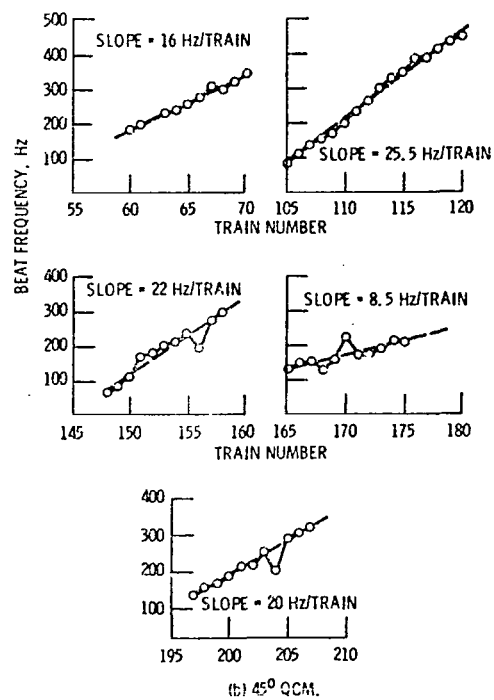 500
SLOPE = 16 HZ/TRAIN
400
300
200
100
55 60 65 70
TRAIN NUMBER
SLOPE = 25.5 HZ/TRAIN
105 110 115 120
TRAIN NUMBER
BEAT FREQUENCY, Hz
400
SLOPE = 22 HZ/TRAIN
300
200
100
145 150 155 160
SLOPE = 8.5 HZ/TRAIN
165 170 175 180
TRAIN NUMBER
400
300
200
100
SLOPE = 20 HZ/TRAIN
195 200 205 210
(b) 45° QCM.